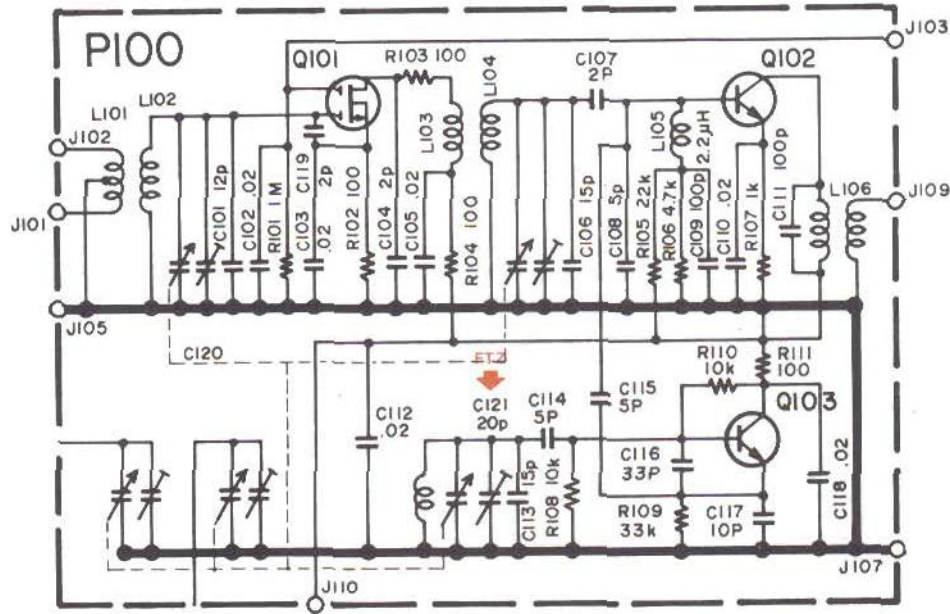 P100
J103
Q101
R103 100
L104
C107
2P
Q102
L101
L102
J102
L103
L105
2.2μH
100p
C111
L106
J109
J101
C101 12p
C102 .02
R101 1M
C103 .02
C119
2p
R102 100
C104 2p
C105 .02
R104 100
C106 15p
C108 5p
R105 22k
R106 4.7k
C109 100p
C110 .02
R107 1k
J105
C120
ET.2
C121
20p
C114
5P
C115
5P
R110
10k
R111
100
Q103
C112
.02
C113 15p
R108 10k
C116
33P
R109
33k
C117
10P
C118 .02
J107
J110